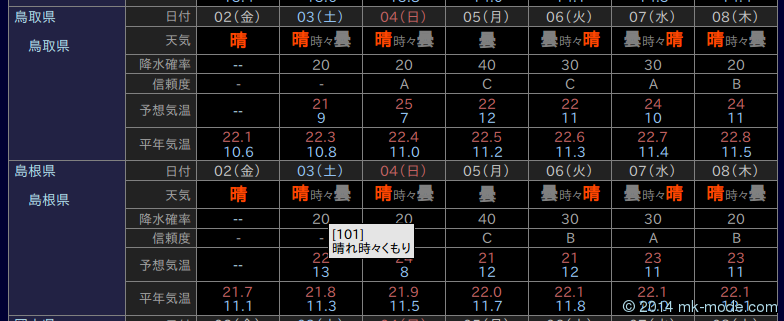 鳥取県 日付 02(金) 03(土) 04(日) 05(月) 06(火) 07(水) 08(木)
鳥取県 天気 晴 晴時々曇 晴時々曇 曇 曇時々晴 曇時々晴 晴時々曇
降水確率 -- 20 20 40 30 30 20
信頼度 - - A C C A B
予想気温 -- 21 25 22 22 24 24
9 7 12 11 10 11
平年気温 22.1 22.3 22.4 22.5 22.6 22.7 22.8
10.6 10.8 11.0 11.2 11.3 11.4 11.5
島根県 日付 02(金) 03(土) 04(日) 05(月) 06(火) 07(水) 08(木)
島根県 天気 晴 晴時々曇 晴時々曇 曇 曇時々晴 曇時々晴 晴時々曇
降水確率 -- 20 20 40 30 30 20
[101]
信頼度 - - C B A B
晴れ時々くもり
予想気温 -- 22 24 21 21 23 23
13 8 12 12 11 11
平年気温 21.7 21.8 21.9 22.0 22.1 22.1
11.1 11.3 11.5 11.7 11.8
© 2014 mk-mode.com